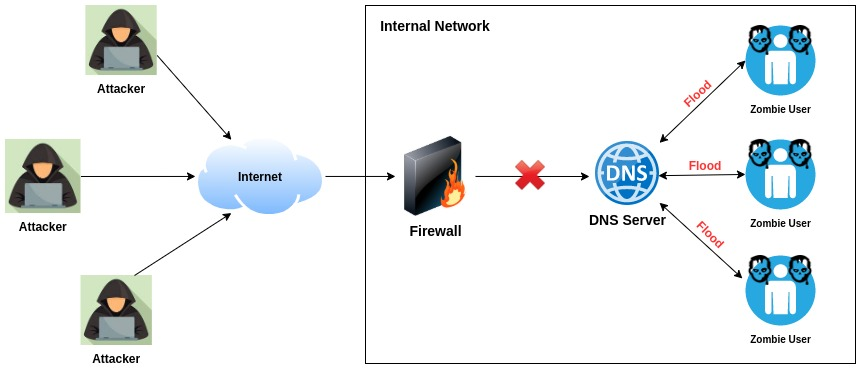 Internal Network
Attacker
Zombie User
Flood
Internet
Firewall
DNS
DNS Server
Flood
Zombie User
Attacker
Flood
Zombie User
Attacker